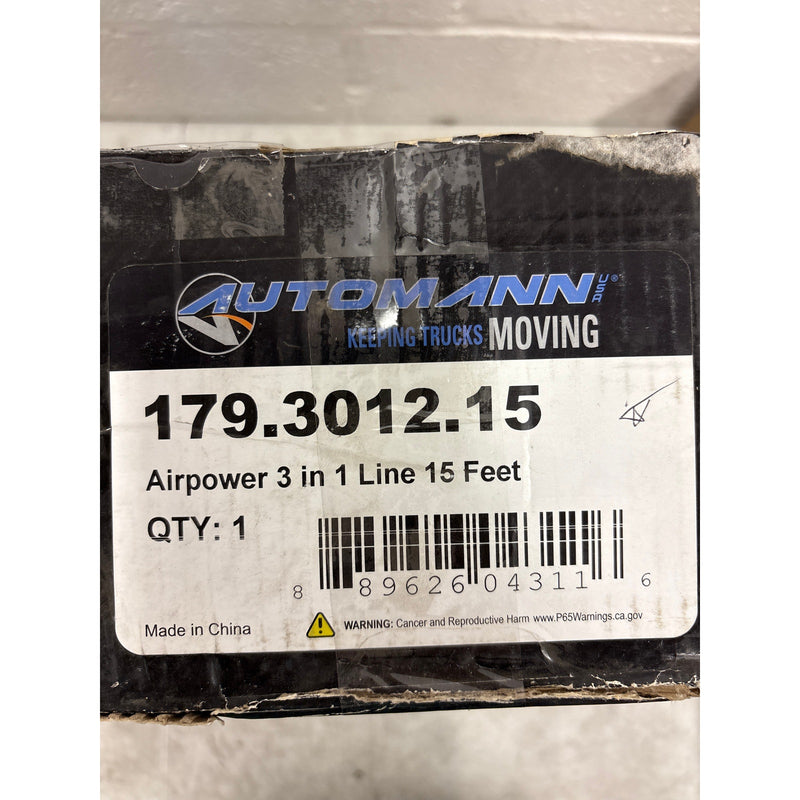 AUTOMANN USA®
KEEPING TRUCKS MOVING
179.3012.15
Airpower 3 in 1 Line 15 Feet
QTY: 1
8 89626 04311 6
Made in China
WARNING: Cancer and Reproductive Harm www.P65Warnings.ca.gov